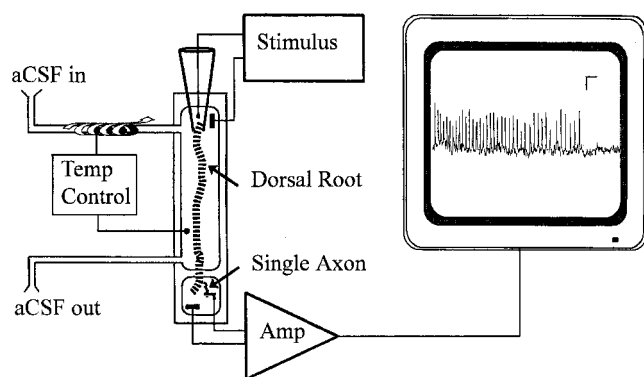 Stimulus
aCSF in
Temp
Control
Dorsal Root
Single Axon
aCSF out
Amp